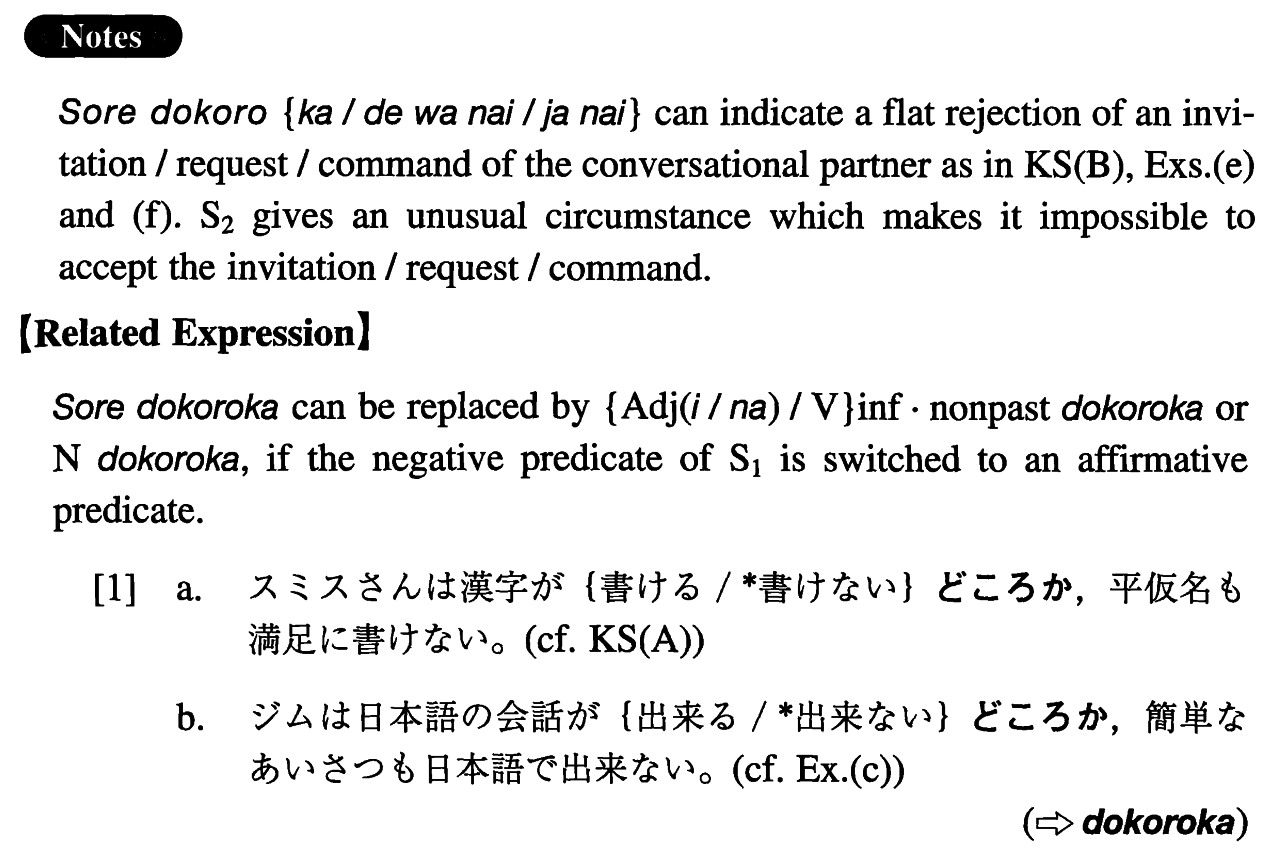 Notes
Sore dokoro {ka / de wa nai / ja nai} can indicate a flat rejection of an invi-
tation / request / command of the conversational partner as in KS(B), Exs.(e)
and (f). S₂ gives an unusual circumstance which makes it impossible to
accept the invitation / request / command.
【Related Expression】
Sore dokoroka can be replaced by {Adj(i / na) / V}inf · nonpast dokoroka or
N dokoroka, if the negative predicate of S₁ is switched to an affirmative
predicate.
[1] a. スミスさんは漢字が {書ける / *書けない} どころか, 平仮名も
満足に書けない。(cf. KS(A))
b. ジムは日本語の会話が {出来る / *出来ない} どころか, 簡単な
あいさつも日本語で出来ない。(cf. Ex.(c))
(⇨ dokoroka)